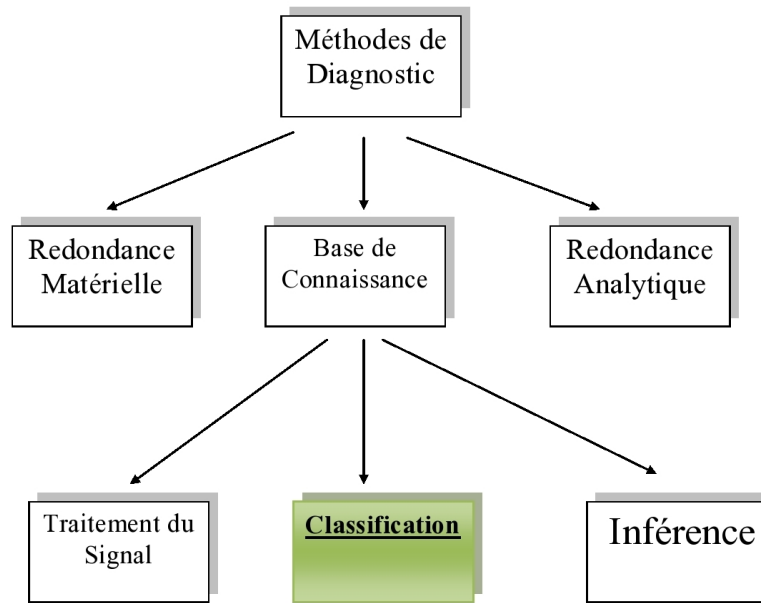 Méthodes de
Diagnostic
Redondance
Matérielle
Base de
Connaissance
Redondance
Analytique
Traitement du
Signal
Classification
Inférence